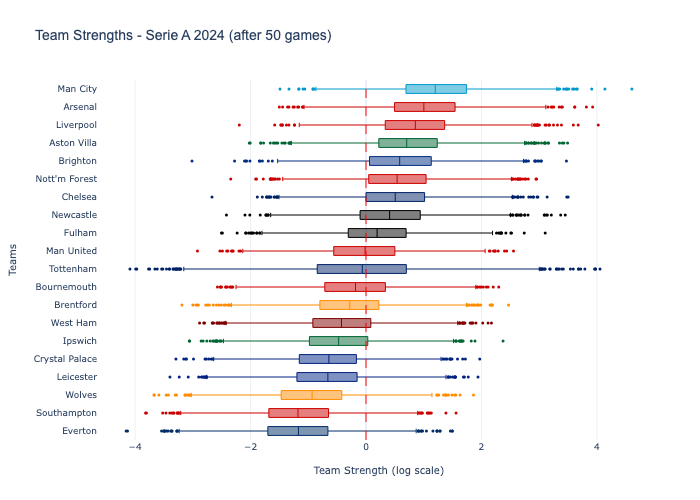 Team Strengths - Serie A 2024 (after 50 games)
Man City
Arsenal
Liverpool
Aston Villa
Brighton
Nott'm Forest
Chelsea
Newcastle
Fulham
Man United
Tottenham
Bournemouth
Brentford
West Ham
Ipswich
Crystal Palace
Leicester
Wolves
Southampton
Everton
Teams
−4 −2 0 2 4
Team Strength (log scale)